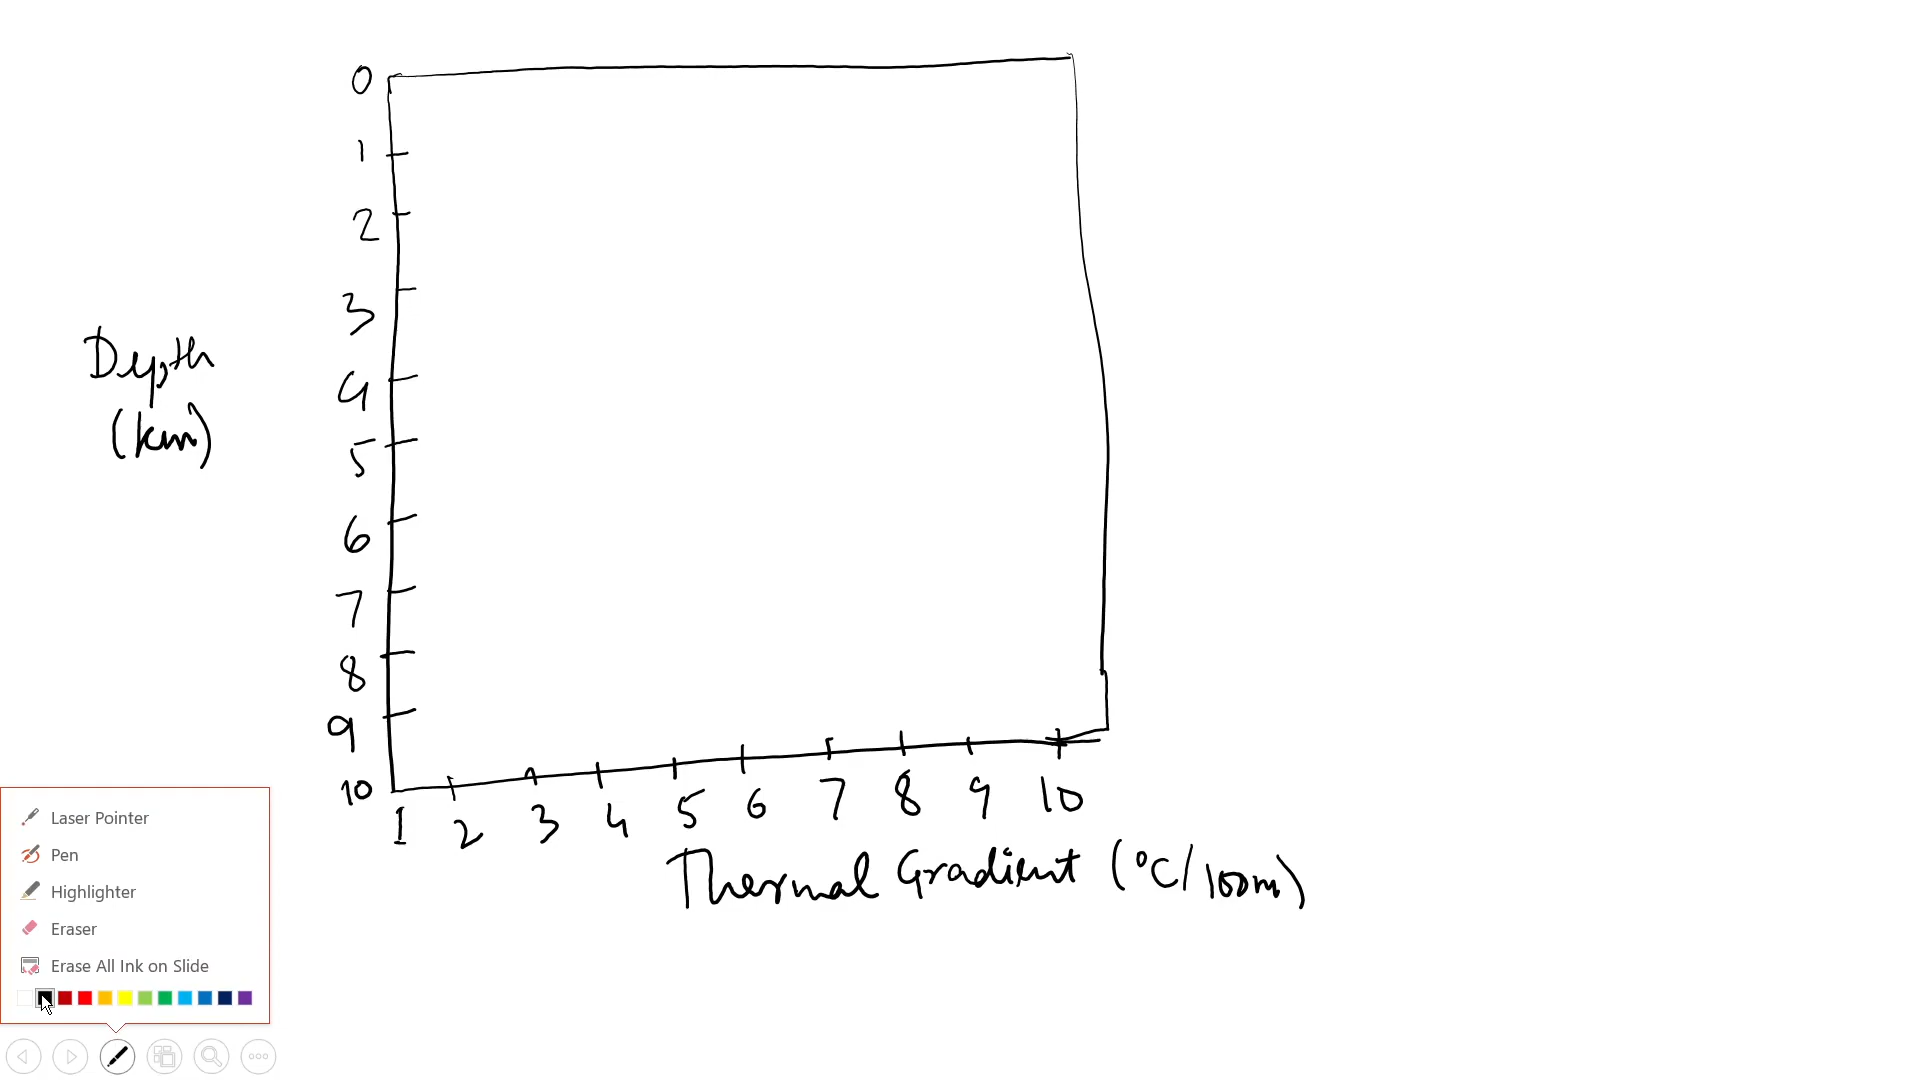 0
1
2
3
4
5
6
7
8
9
10
Depth
(km)
1 2 3 4 5 6 7 8 9 10
Thermal Gradient (°C/100m)
Laser Pointer
Pen
Highlighter
Eraser
Erase All Ink on Slide